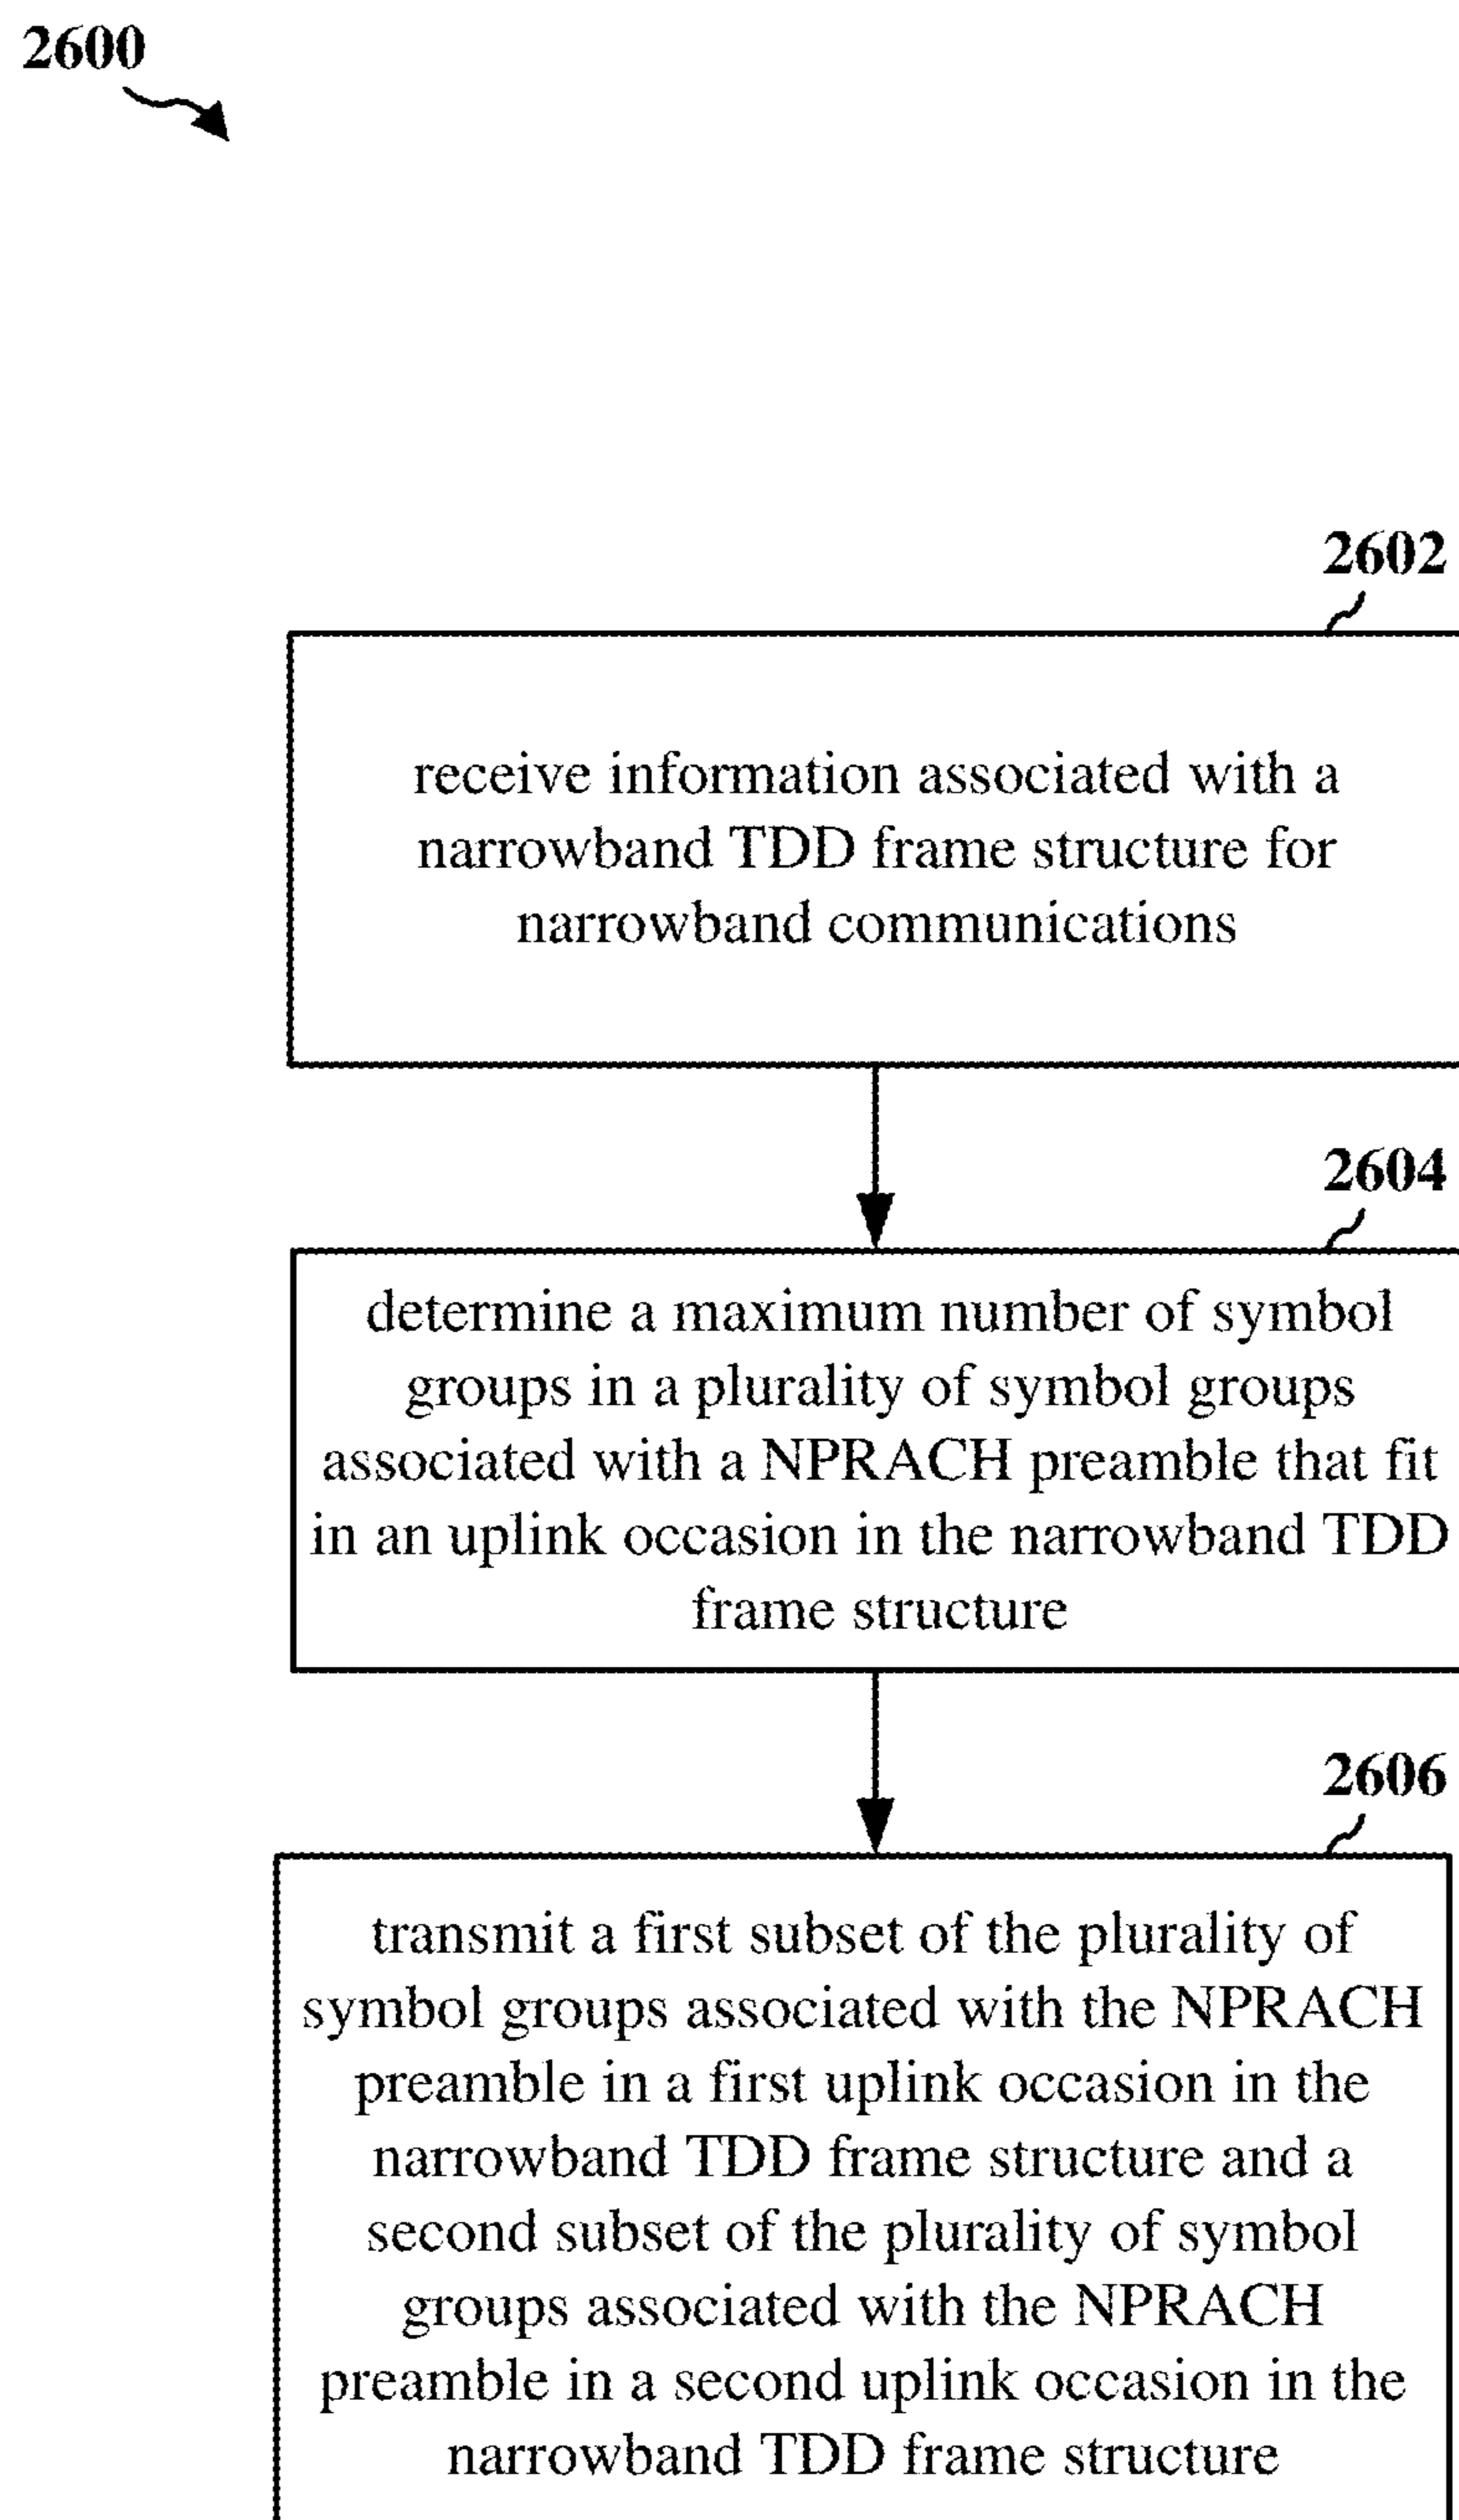 2600
2602
receive information associated with a
narrowband TDD frame structure for
narrowband communications
2604
determine a maximum number of symbol
groups in a plurality of symbol groups
associated with a NPRACH preamble that fit
in an uplink occasion in the narrowband TDD
frame structure
2606
transmit a first subset of the plurality of
symbol groups associated with the NPRACH
preamble in a first uplink occasion in the
narrowband TDD frame structure and a
second subset of the plurality of symbol
groups associated with the NPRACH
preamble in a second uplink occasion in the
narrowband TDD frame structure